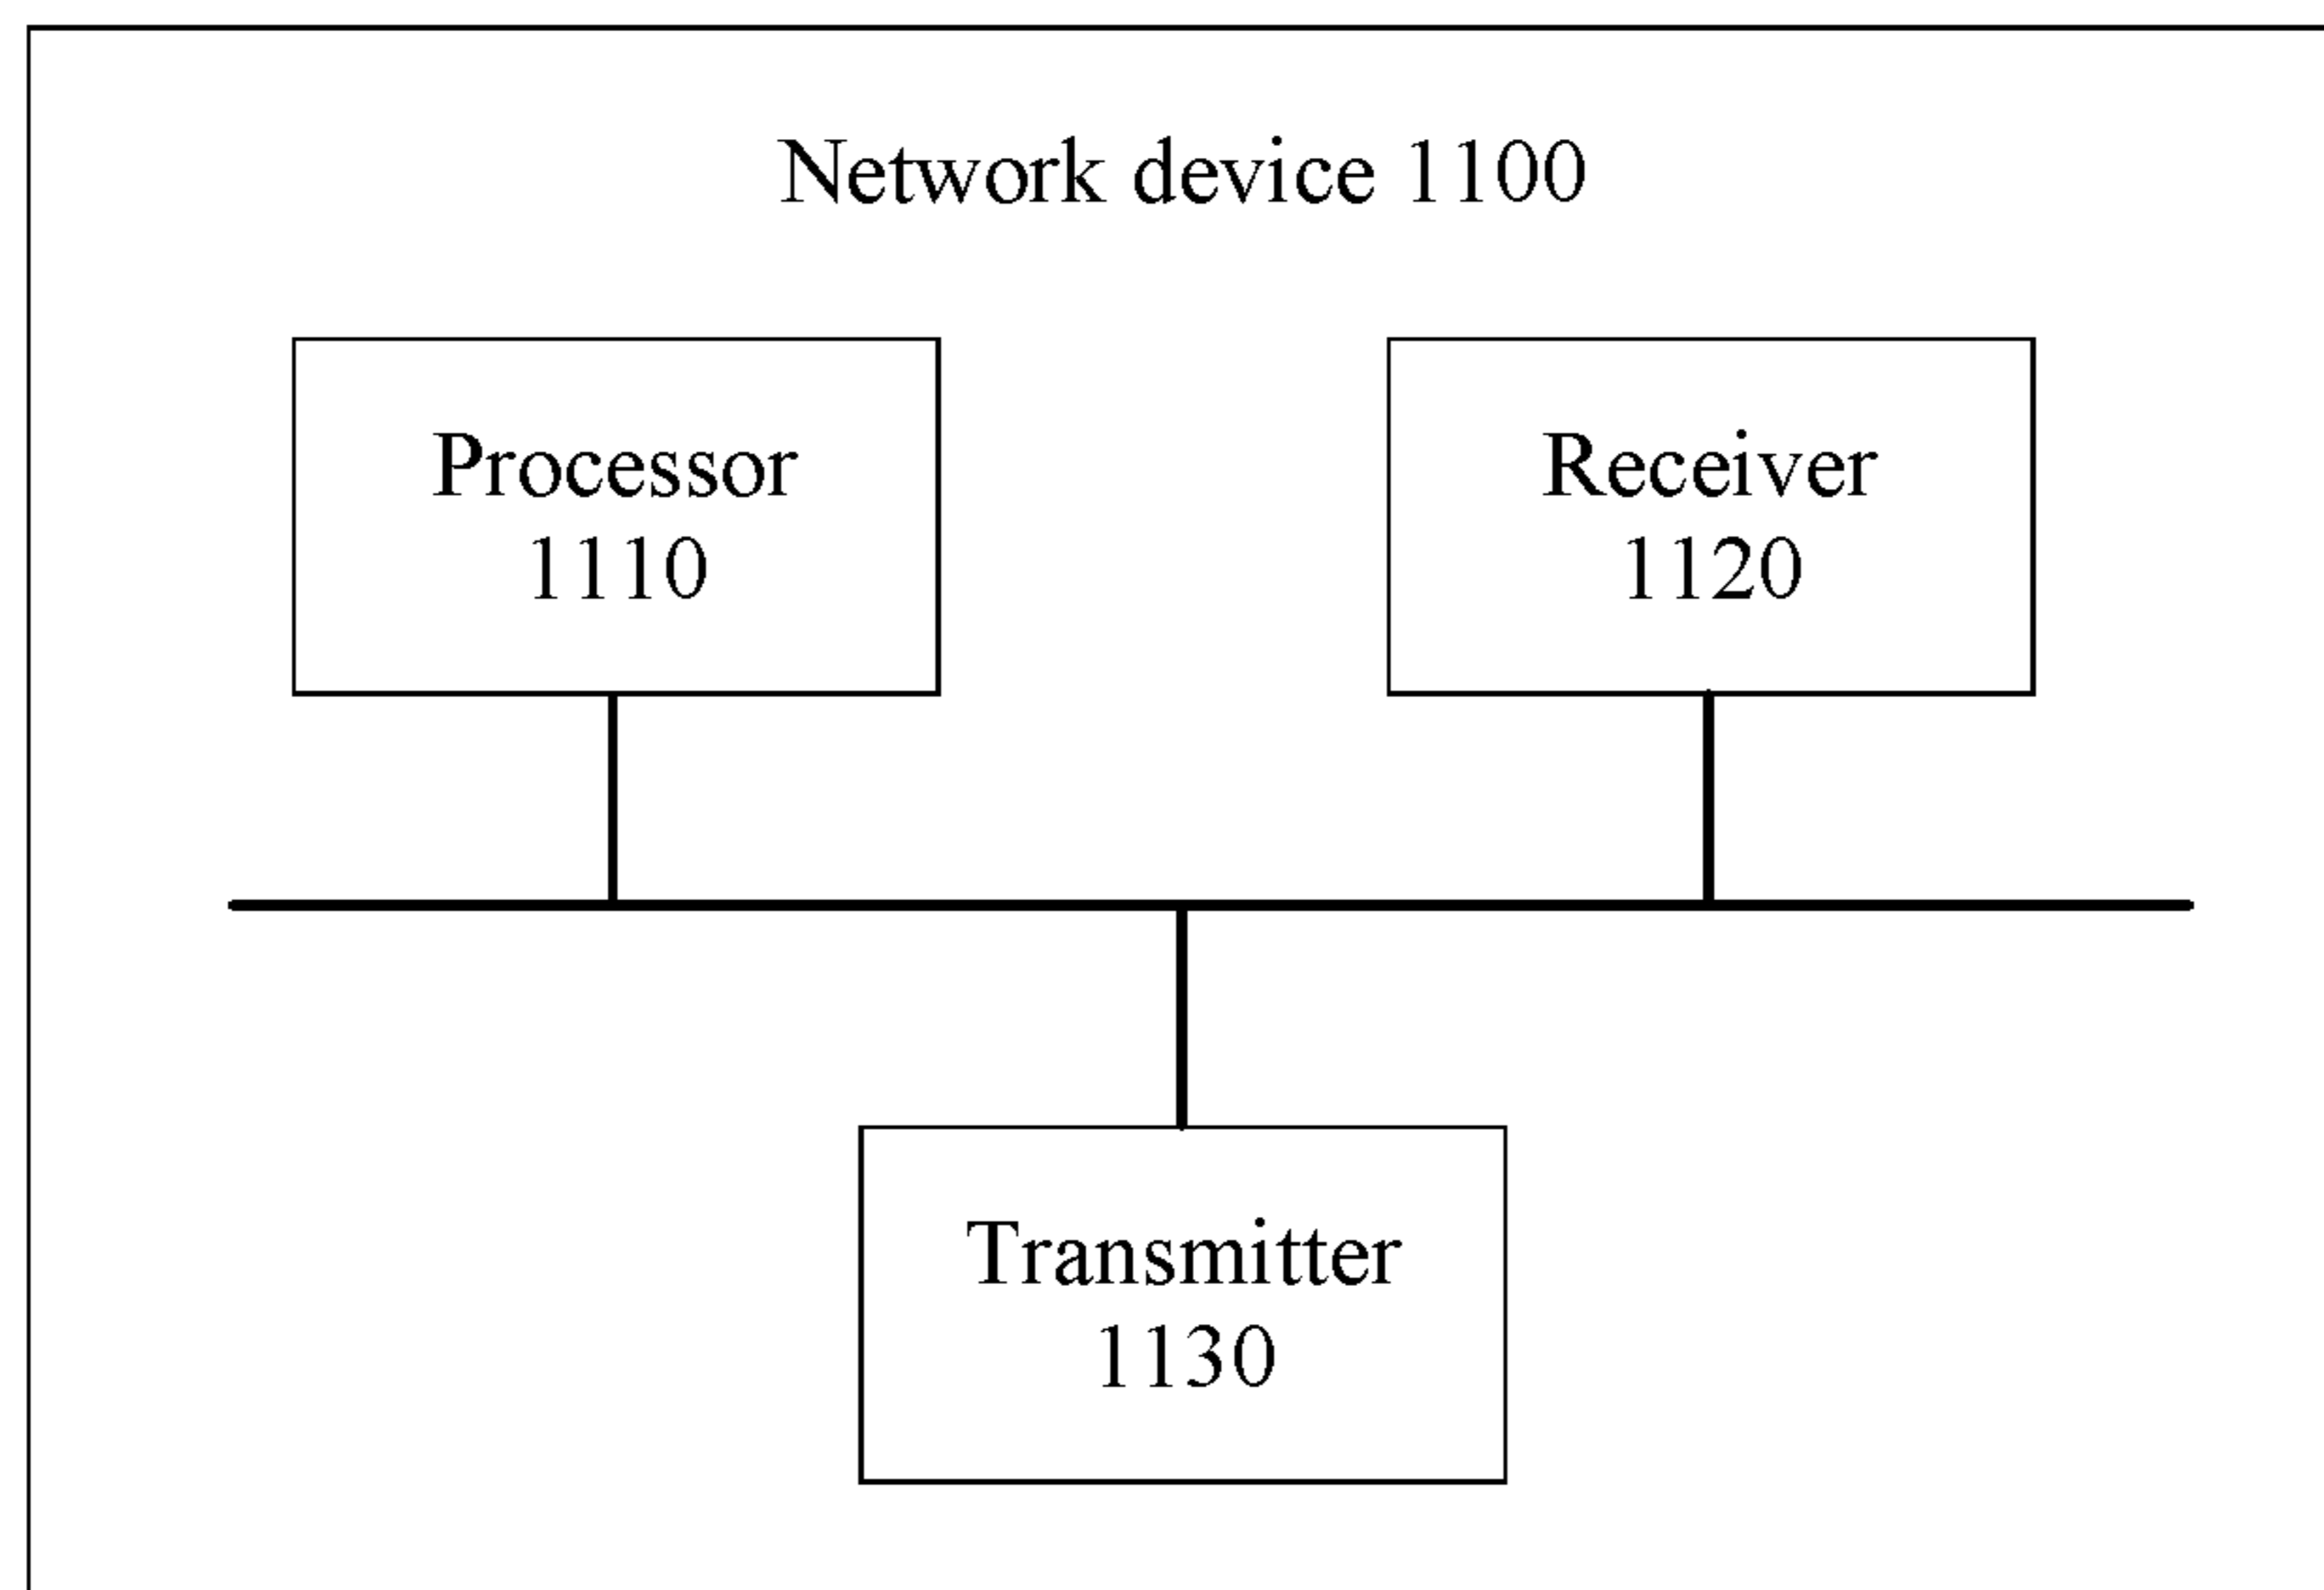 Network device 1100
Processor
1110
Receiver
1120
Transmitter
1130